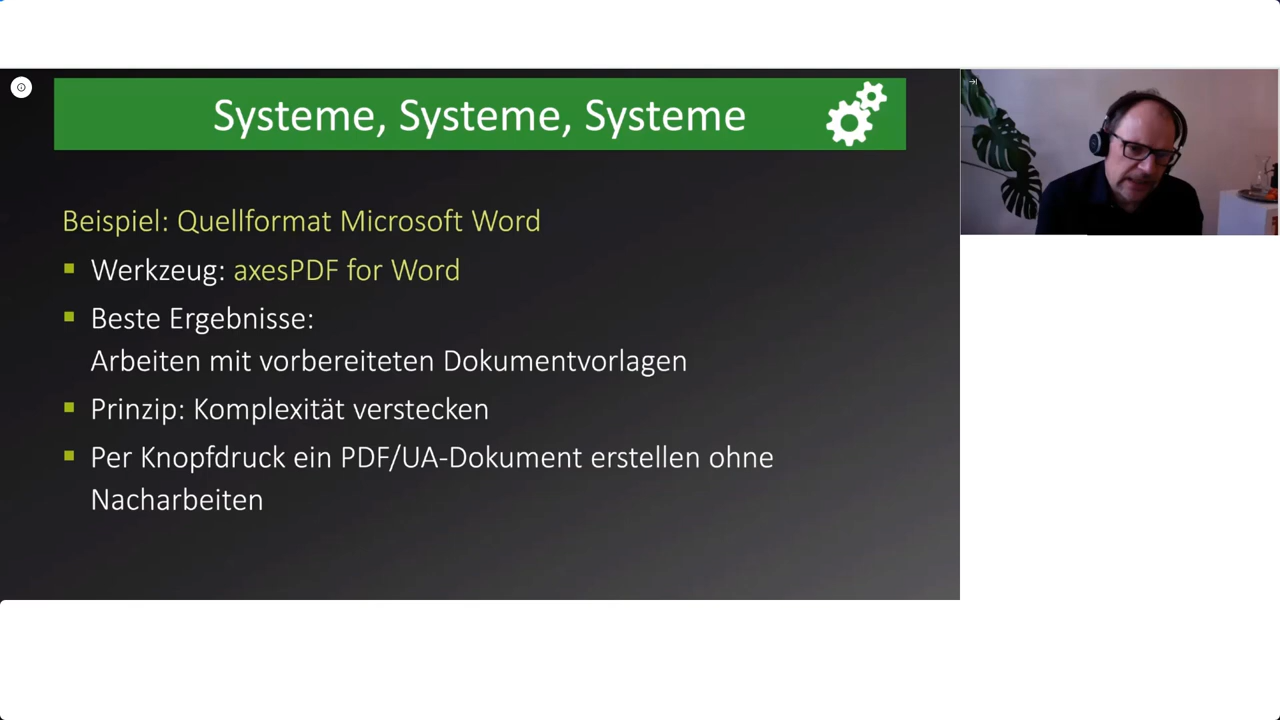 Systeme, Systeme, Systeme
Beispiel: Quellformat Microsoft Word
Werkzeug: axesPDF for Word
Beste Ergebnisse:
Arbeiten mit vorbereiteten Dokumentvorlagen
Prinzip: Komplexität verstecken
Per Knopfdruck ein PDF/UA-Dokument erstellen ohne
Nacharbeiten